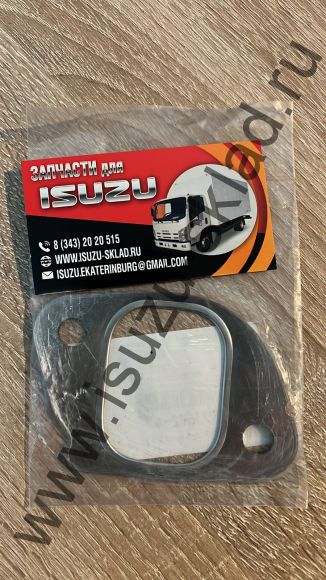 ЗАПЧАСТИ для
ISUZU
8 (343) 20 20 515
WWW.ISUZU-SKLAD.RU
ISUZU.EKATERINBURG@GMAIL.COM
www.isuzu-sklad.ru